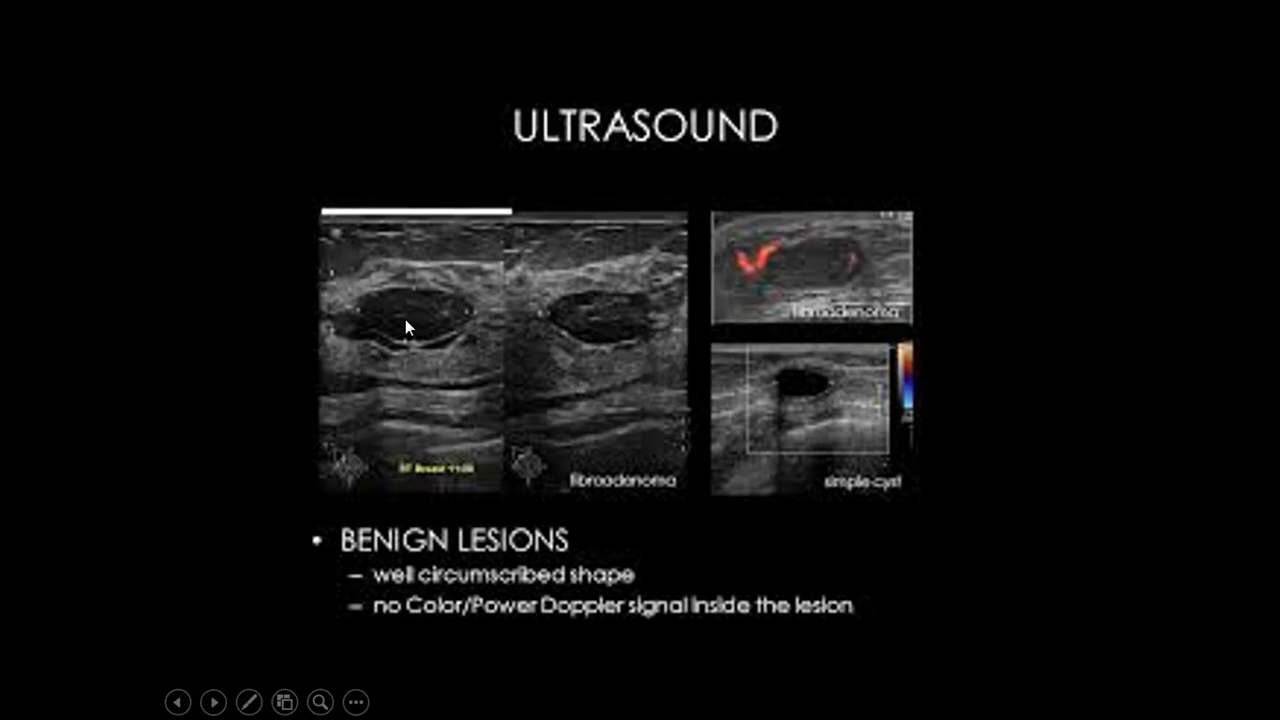 ULTRASOUND
fibroadenoma
fibroadenoma
simple cyst
• BENIGN LESIONS
– well circumscribed shape
– no Color/Power Doppler signal inside the lesion